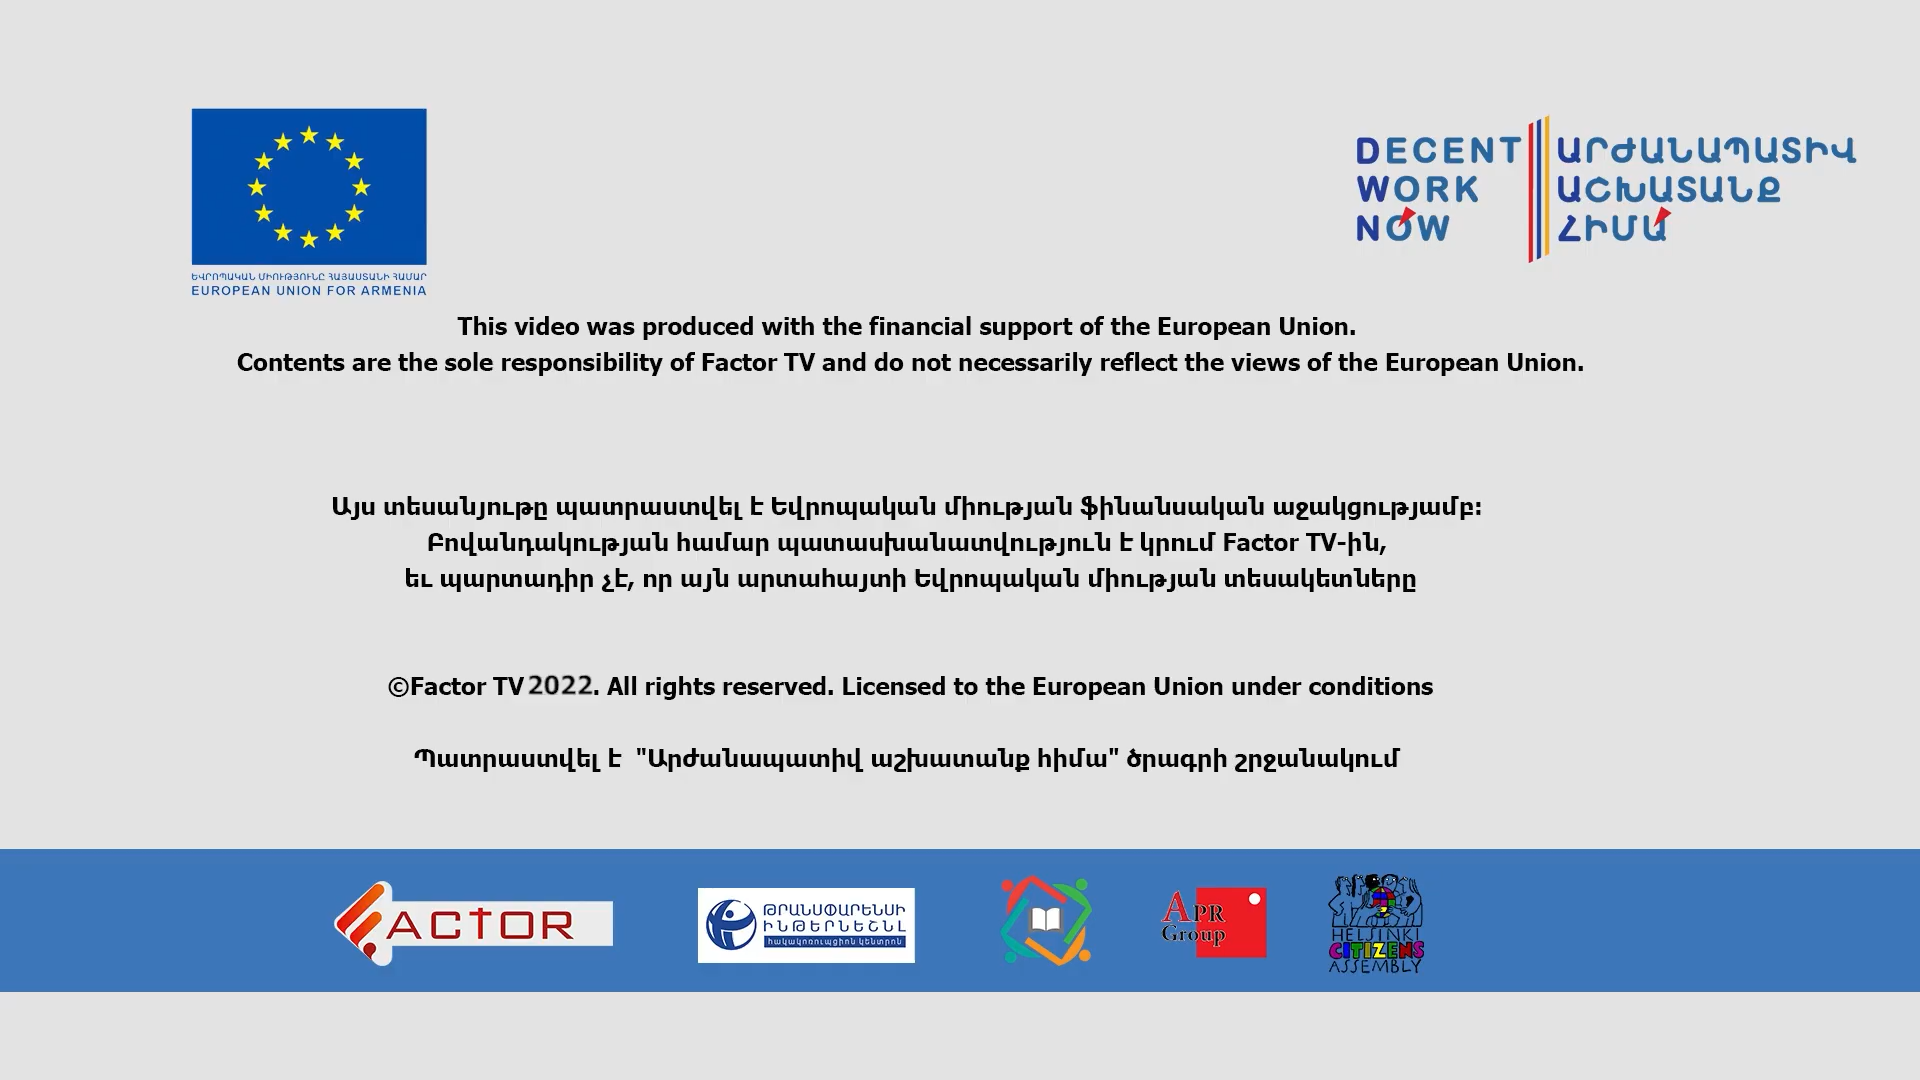 ԵՎՐՈՊԱԿԱՆ ՄԻՈՒԹՅՈՒՆԸ ՀԱՅԱՍՏԱՆԻ ՀԱՄԱՐ
EUROPEAN UNION FOR ARMENIA
DECENT
WORK
NOW
ԱՐԺԱՆԱՊԱՏԻՎ
ԱՇԽԱՏԱՆՔ
ՀԻՄԱ
This video was produced with the financial support of the European Union.
Contents are the sole responsibility of Factor TV and do not necessarily reflect the views of the European Union.
Այս տեսանյութը պատրաստվել է Եվրոպական միության ֆինանսական աջակցությամբ:
Բովանդակության համար պատասխանատվություն է կրում Factor TV-ին,
եւ պարտադիր չէ, որ այն արտահայտի Եվրոպական միության տեսակետները
©Factor TV 2022. All rights reserved. Licensed to the European Union under conditions
Պատրաստվել է "Արժանապատիվ աշխատանք հիմա" ծրագրի շրջանակում
FACTOR
ԹՐԱՆՍՓԱՐԵՆՍԻ
ԻՆԹԵՐՆԵՇՆԼ
հակակոռուպցիոն կենտրոն
APR
Group
HELSINKI
CITIZENS
ASSEMBLY